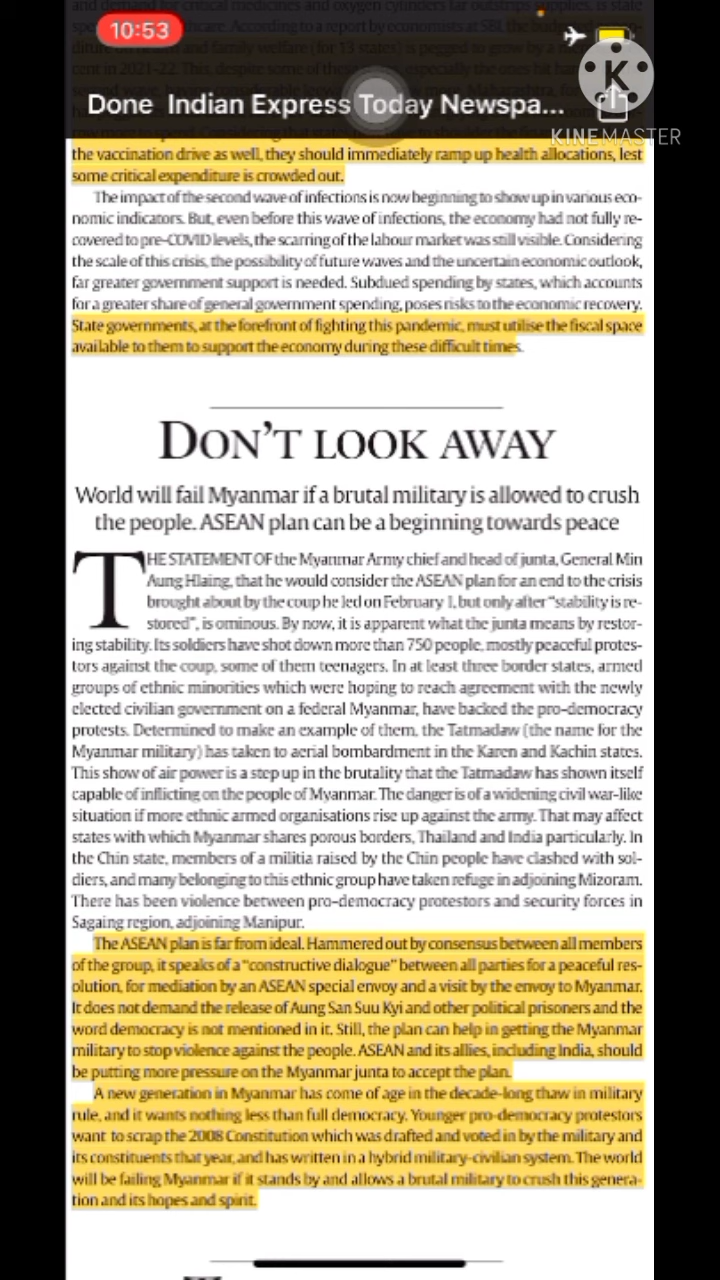 10:53
Done Indian Express Today Newspa...
K
KINEMASTER
the vaccination drive as well, they should immediately ramp up health allocations, lest
some critical expenditure is crowded out.
The impact of the second wave of infections is now beginning to show up in various eco-
nomic indicators. But, even before this wave of infections, the economy had not fully re-
covered to pre-COVID levels, the scarring of the labour market was still visible. Considering
the scale of this crisis, the possibility of future waves and the uncertain economic outlook,
far greater government support is needed. Subdued spending by states, which accounts
for a greater share of general government spending, poses risks to the economic recovery.
State governments, at the forefront of fighting this pandemic, must utilise the fiscal space
available to them to support the economy during these difficult times.
DON'T LOOK AWAY
World will fail Myanmar if a brutal military is allowed to crush
the people. ASEAN plan can be a beginning towards peace
THE STATEMENT OF the Myanmar Army chief and head of junta, General Min
Aung Hlaing, that he would consider the ASEAN plan for an end to the crisis
brought about by the coup he led on February 1, but only after "stability is re-
stored", is ominous. By now, it is apparent what the junta means by restor-
ing stability. Its soldiers have shot down more than 750 people, mostly peaceful protes-
tors against the coup, some of them teenagers. In at least three border states, armed
groups of ethnic minorities which were hoping to reach agreement with the newly
elected civilian government on a federal Myanmar, have backed the pro-democracy
protests. Determined to make an example of them, the Tatmadaw (the name for the
Myanmar military) has taken to aerial bombardment in the Karen and Kachin states.
This show of air power is a step up in the brutality that the Tatmadaw has shown itself
capable of inflicting on the people of Myanmar. The danger is of a widening civil war-like
situation if more ethnic armed organisations rise up against the army. That may affect
states with which Myanmar shares porous borders, Thailand and India particularly. In
the Chin state, members of a militia raised by the Chin people have clashed with sol-
diers, and many belonging to this ethnic group have taken refuge in adjoining Mizoram.
There has been violence between pro-democracy protestors and security forces in
Sagaing region, adjoining Manipur.
The ASEAN plan is far from ideal. Hammered out by consensus between all members
of the group, it speaks of a "constructive dialogue" between all parties for a peaceful res-
olution, for mediation by an ASEAN special envoy and a visit by the envoy to Myanmar.
It does not demand the release of Aung San Suu Kyi and other political prisoners and the
word democracy is not mentioned in it. Still, the plan can help in getting the Myanmar
military to stop violence against the people. ASEAN and its allies, including India, should
be putting more pressure on the Myanmar junta to accept the plan.
A new generation in Myanmar has come of age in the decade-long thaw in military
rule, and it wants nothing less than full democracy. Younger pro-democracy protestors
want to scrap the 2008 Constitution which was drafted and voted in by the military and
its constituents that year, and has written in a hybrid military-civilian system. The world
will be failing Myanmar if it stands by and allows a brutal military to crush this genera-
tion and its hopes and spirit.